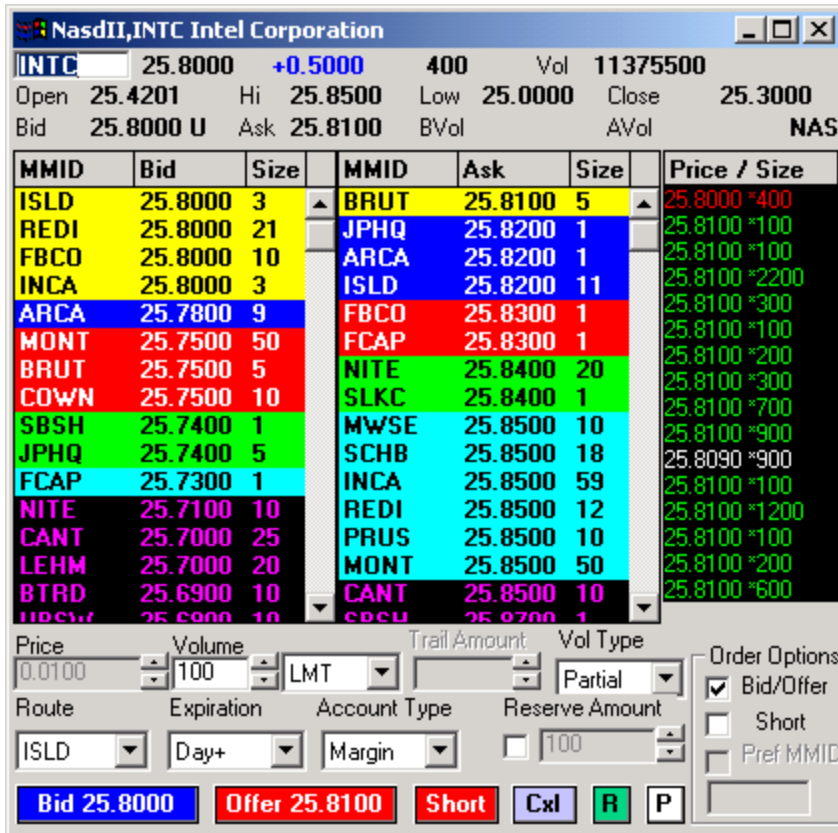 NasdII,INTC Intel Corporation
INTC 25.8000 +0.5000 400 Vol 11375500
Open 25.4201 Hi 25.8500 Low 25.0000 Close 25.3000
Bid 25.8000 U Ask 25.8100 BVol AVol NAS
MMID Bid Size MMID Ask Size Price / Size
ISLD 25.8000 3 BRUT 25.8100 5 25.8000 *400
REDI 25.8000 21 JPHQ 25.8200 1 25.8100 *100
FBCO 25.8000 10 ARCA 25.8200 1 25.8100 *100
INCA 25.8000 3 ISLD 25.8200 11 25.8100 *2200
ARCA 25.7800 9 FBCO 25.8300 1 25.8100 *300
MONT 25.7500 50 FCAP 25.8300 1 25.8100 *100
BRUT 25.7500 5 NITE 25.8400 20 25.8100 *200
COWN 25.7500 10 SLKC 25.8400 1 25.8100 *300
SBSH 25.7400 1 MWSE 25.8500 10 25.8100 *700
JPHQ 25.7400 5 SCHB 25.8500 18 25.8100 *900
FCAP 25.7300 1 INCA 25.8500 59 25.8090 *900
NITE 25.7100 10 REDI 25.8500 12 25.8100 *100
CANT 25.7000 25 PRUS 25.8500 10 25.8100 *1200
LEHM 25.7000 20 MONT 25.8500 50 25.8100 *100
BTRD 25.6900 10 CANT 25.8500 10 25.8100 *200
25.6900 10 SBSH 25.8700 1 25.8100 *600
Price Volume Trail Amount Vol Type Order Options
0.0100 100 LMT Partial Bid/Offer
Route Expiration Account Type Reserve Amount Short
ISLD Day+ Margin 100 Pref MMID
Bid 25.8000 Offer 25.8100 Short Cxl R P